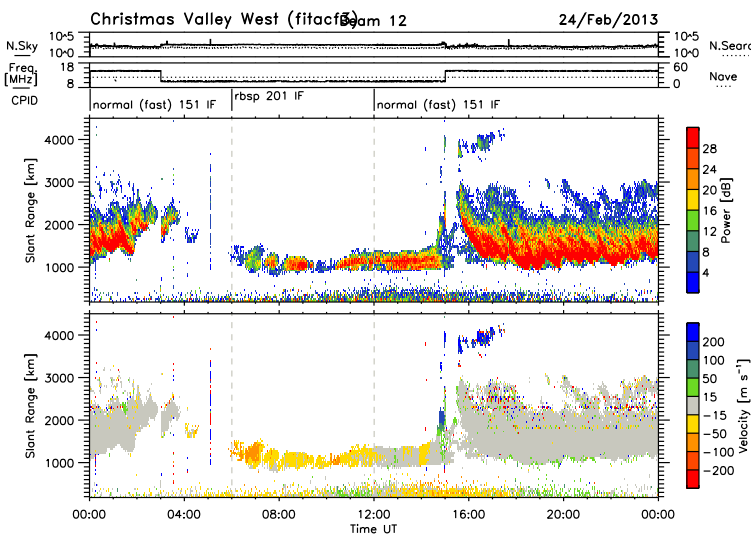 Christmas Valley West (fitacf3) Beam 12 24/Feb/2013
N.Sky 10^5 10^0 10^5 10^0 N.Searc
Freq. [MHz] 18 8 60 0 Nave
CPID normal (fast) 151 IF rbsp 201 IF normal (fast) 151 IF
Slant Range [km] 4000 3000 2000 1000
Power [dB] 28 24 20 16 12 8 4
Slant Range [km] 4000 3000 2000 1000
Velocity [m s⁻¹] 200 100 50 15 -15 -50 -100 -200
00:00 04:00 08:00 12:00 16:00 20:00 00:00
Time UT